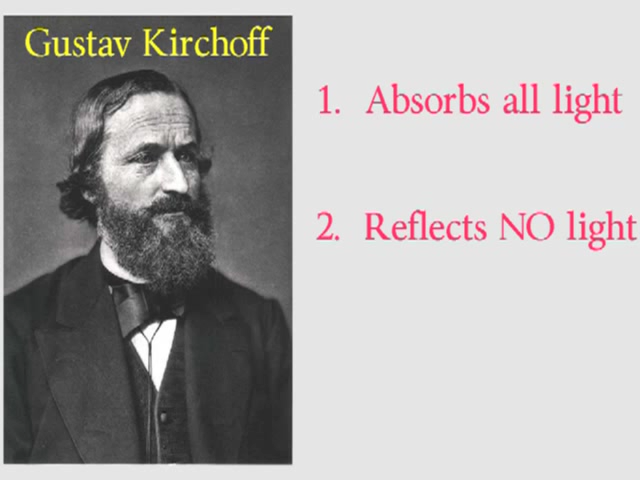 Gustav Kirchoff
1. Absorbs all light
2. Reflects NO light